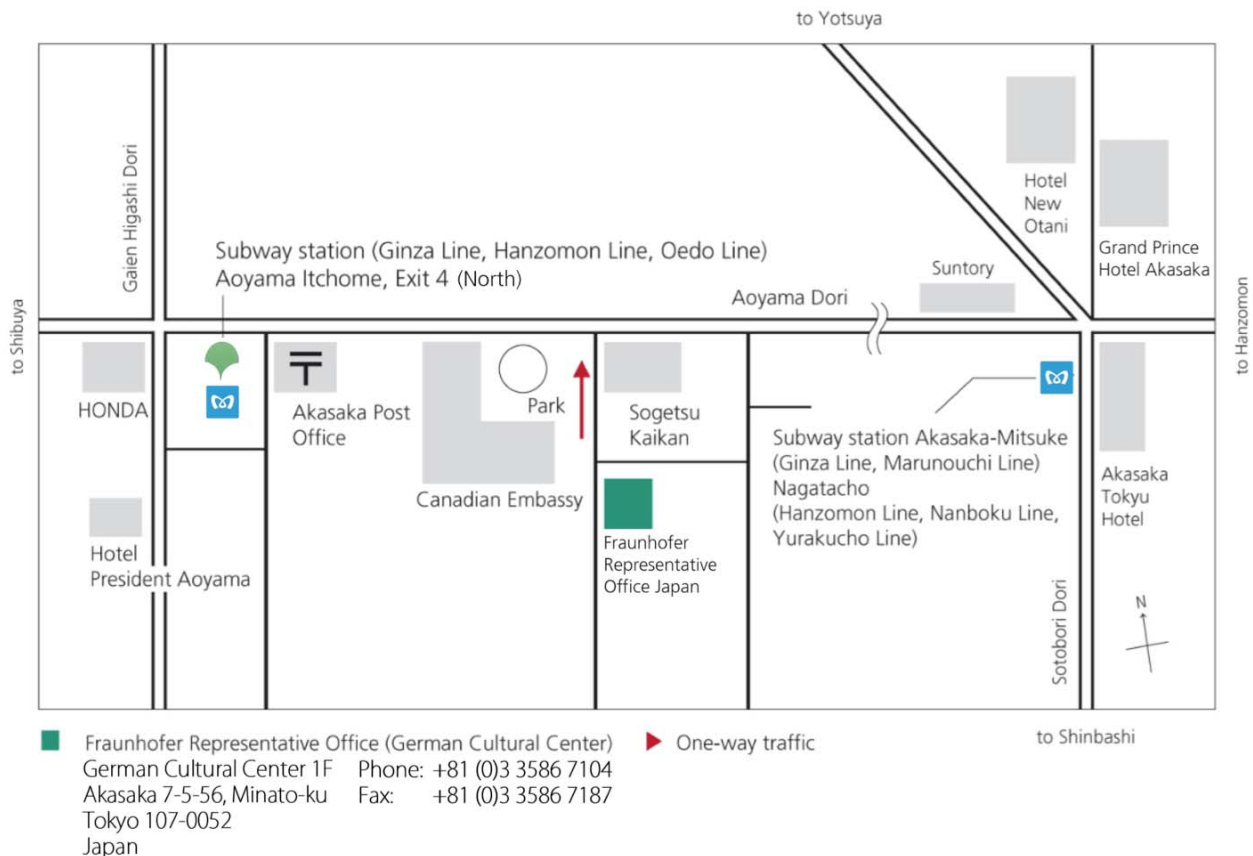 to Yotsuya
Gaien Higashi Dori
Hotel
New
Otani
Grand Prince
Hotel Akasaka
Subway station (Ginza Line, Hanzomon Line, Oedo Line)
Aoyama Itchome, Exit 4 (North)
Suntory
Aoyama Dori
to Shibuya
to Hanzomon
HONDA
Akasaka Post
Office
Park
Canadian Embassy
Sogetsu
Kaikan
Subway station Akasaka-Mitsuke
(Ginza Line, Marunouchi Line)
Nagatacho
(Hanzomon Line, Nanboku Line,
Yurakucho Line)
Akasaka
Tokyu
Hotel
Hotel
President Aoyama
Fraunhofer
Representative
Office Japan
Sotobori Dori
N
to Shinbashi
Fraunhofer Representative Office (German Cultural Center)
One-way traffic
German Cultural Center 1F Phone: +81 (0)3 3586 7104
Akasaka 7-5-56, Minato-ku Fax: +81 (0)3 3586 7187
Tokyo 107-0052
Japan